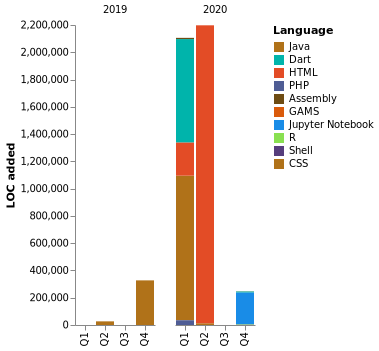 2019
2020
Language
Java
Dart
HTML
PHP
Assembly
GAMS
Jupyter Notebook
R
Shell
CSS
LOC added
2,200,000
2,000,000
1,800,000
1,600,000
1,400,000
1,200,000
1,000,000
800,000
600,000
400,000
200,000
0
Q1
Q2
Q3
Q4
Q1
Q2
Q3
Q4